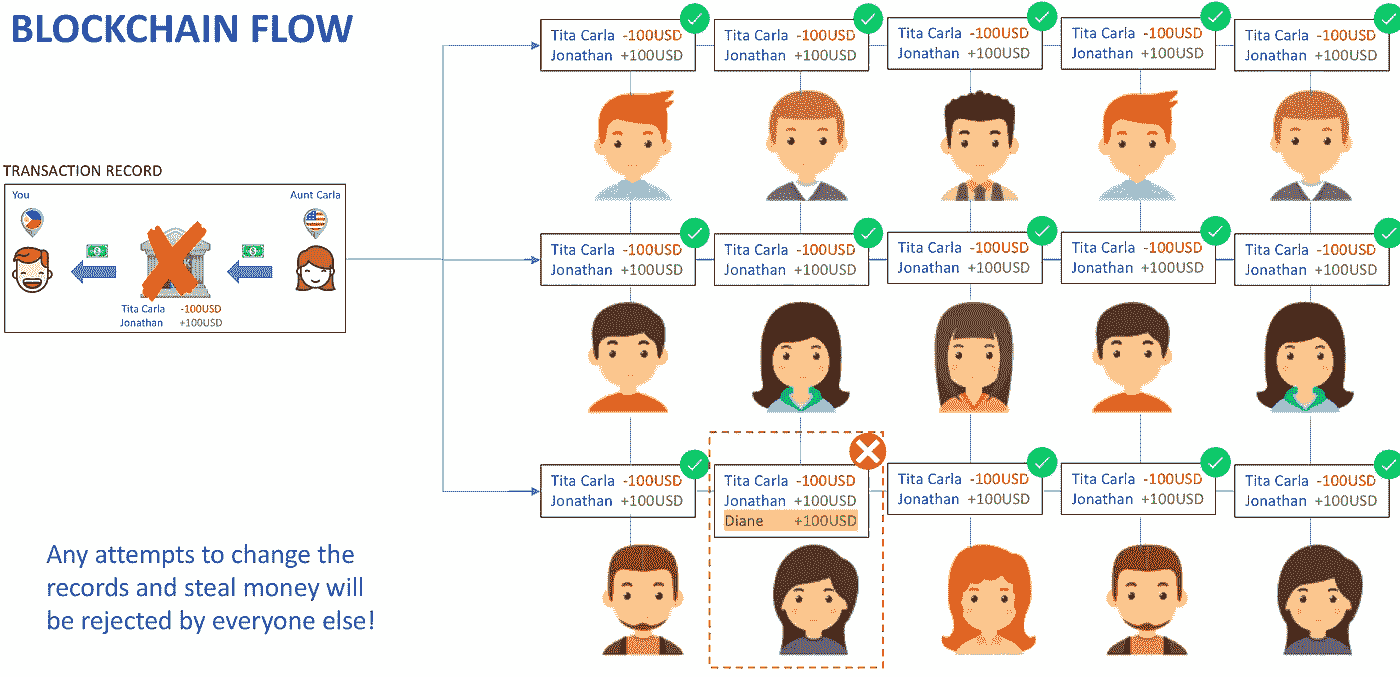 BLOCKCHAIN FLOW
Tita Carla -100USD
Jonathan +100USD
Tita Carla -100USD
Jonathan +100USD
Tita Carla -100USD
Jonathan +100USD
Tita Carla -100USD
Jonathan +100USD
Tita Carla -100USD
Jonathan +100USD
TRANSACTION RECORD
You
Aunt Carla
Tita Carla -100USD
Jonathan +100USD
Tita Carla -100USD
Jonathan +100USD
Tita Carla -100USD
Jonathan +100USD
Tita Carla -100USD
Jonathan +100USD
Tita Carla -100USD
Jonathan +100USD
Tita Carla -100USD
Jonathan +100USD
Tita Carla -100USD
Jonathan +100USD
Tita Carla -100USD
Jonathan +100USD
Diane +100USD
Tita Carla -100USD
Jonathan +100USD
Tita Carla -100USD
Jonathan +100USD
Tita Carla -100USD
Jonathan +100USD
Any attempts to change the
records and steal money will
be rejected by everyone else!